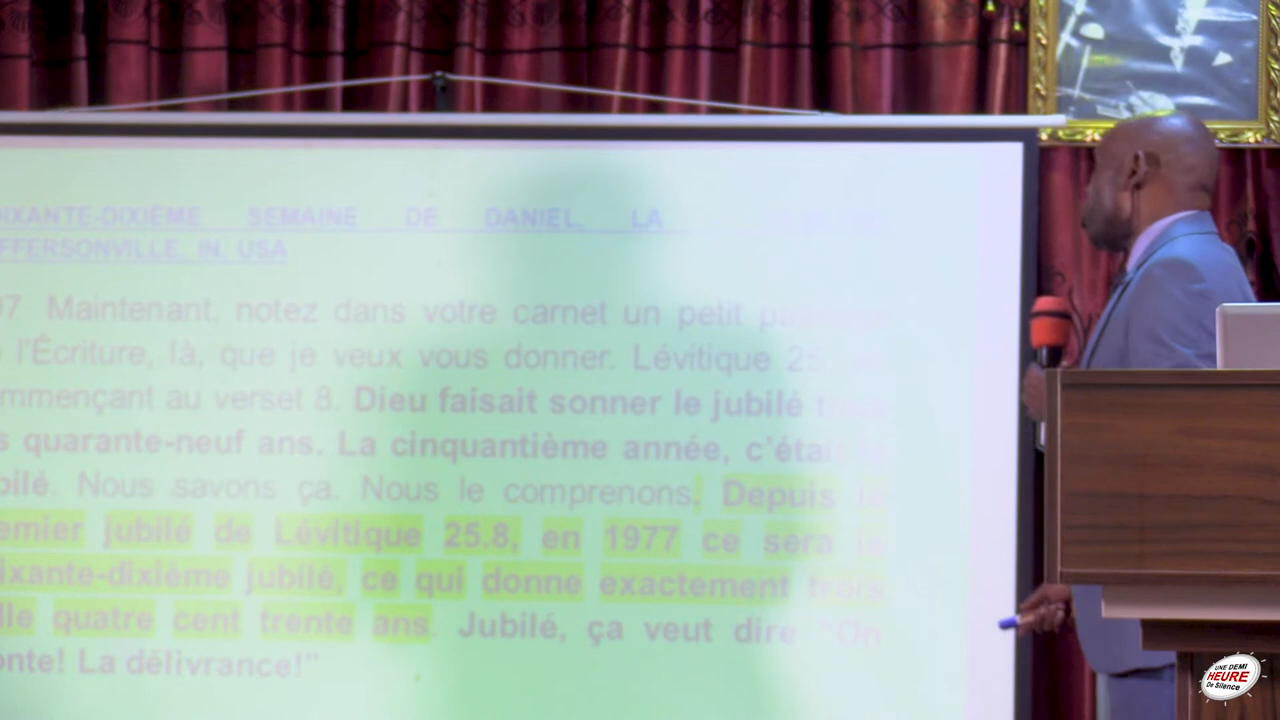 IXANTE-DIXIÈME SEMAINE DE DANIEL, LA
FFERSONVILLE, IN, USA
97 Maintenant, notez dans votre carnet un petit
l'Écriture, là, que je veux vous donner. Lévitique 25
mmençant au verset 8. Dieu faisait sonner le jubilé
s quarante-neuf ans. La cinquantième année, c'était
bilé. Nous savons ça. Nous le comprenons. Depuis le
emier jubilé de Lévitique 25.8, en 1977 ce sera le
ixante-dixième jubilé, ce qui donne exactement trois
lle quatre cent trente ans. Jubilé, ça veut dire "On
onte! La délivrance!"
UNE DEMI
HEURE
De Silence